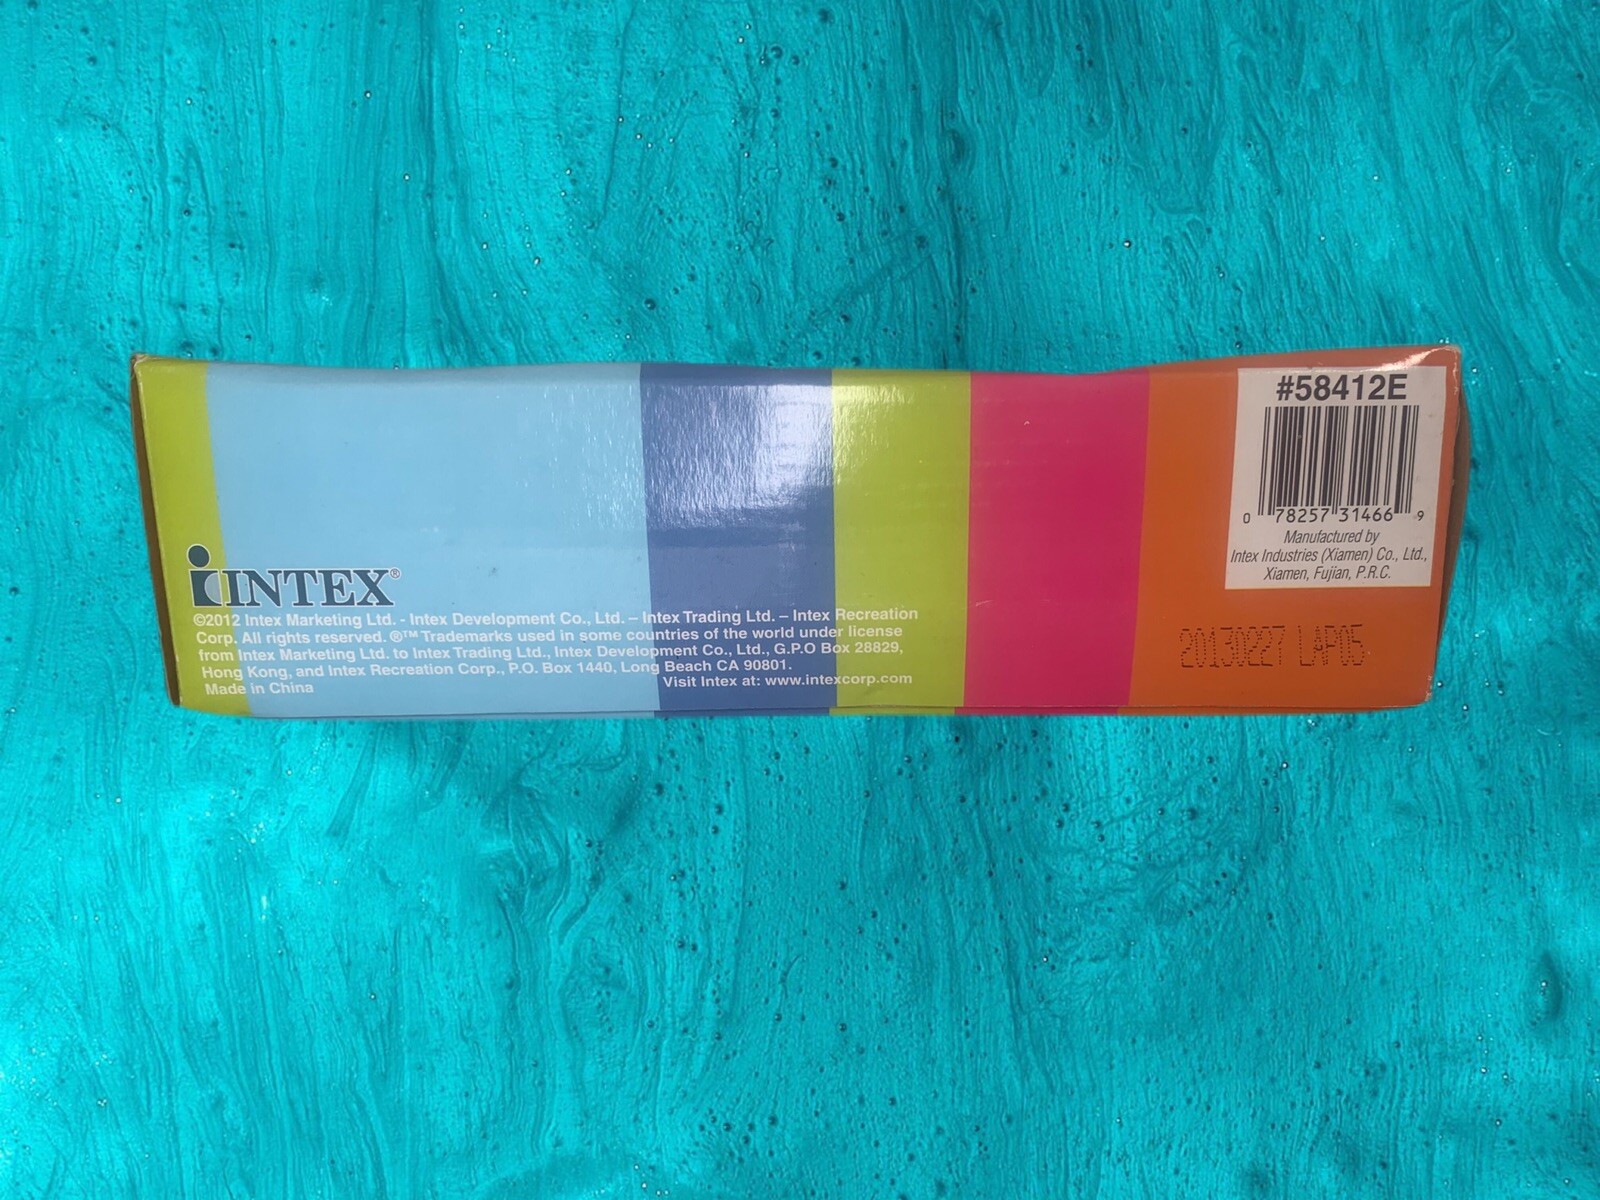 #58412E
0 78257 31466 9
Manufactured by
Intex Industries (Xiamen) Co., Ltd.,
Xiamen, Fujian, P.R.C.
INTEX®
©2012 Intex Marketing Ltd. - Intex Development Co., Ltd. – Intex Trading Ltd. – Intex Recreation
Corp. All rights reserved. ®™ Trademarks used in some countries of the world under license
from Intex Marketing Ltd. to Intex Trading Ltd., Intex Development Co., Ltd., G.P.O Box 28829,
Hong Kong, and Intex Recreation Corp., P.O. Box 1440, Long Beach CA 90801.
Made in China
Visit Intex at: www.intexcorp.com
20130227 LAP05